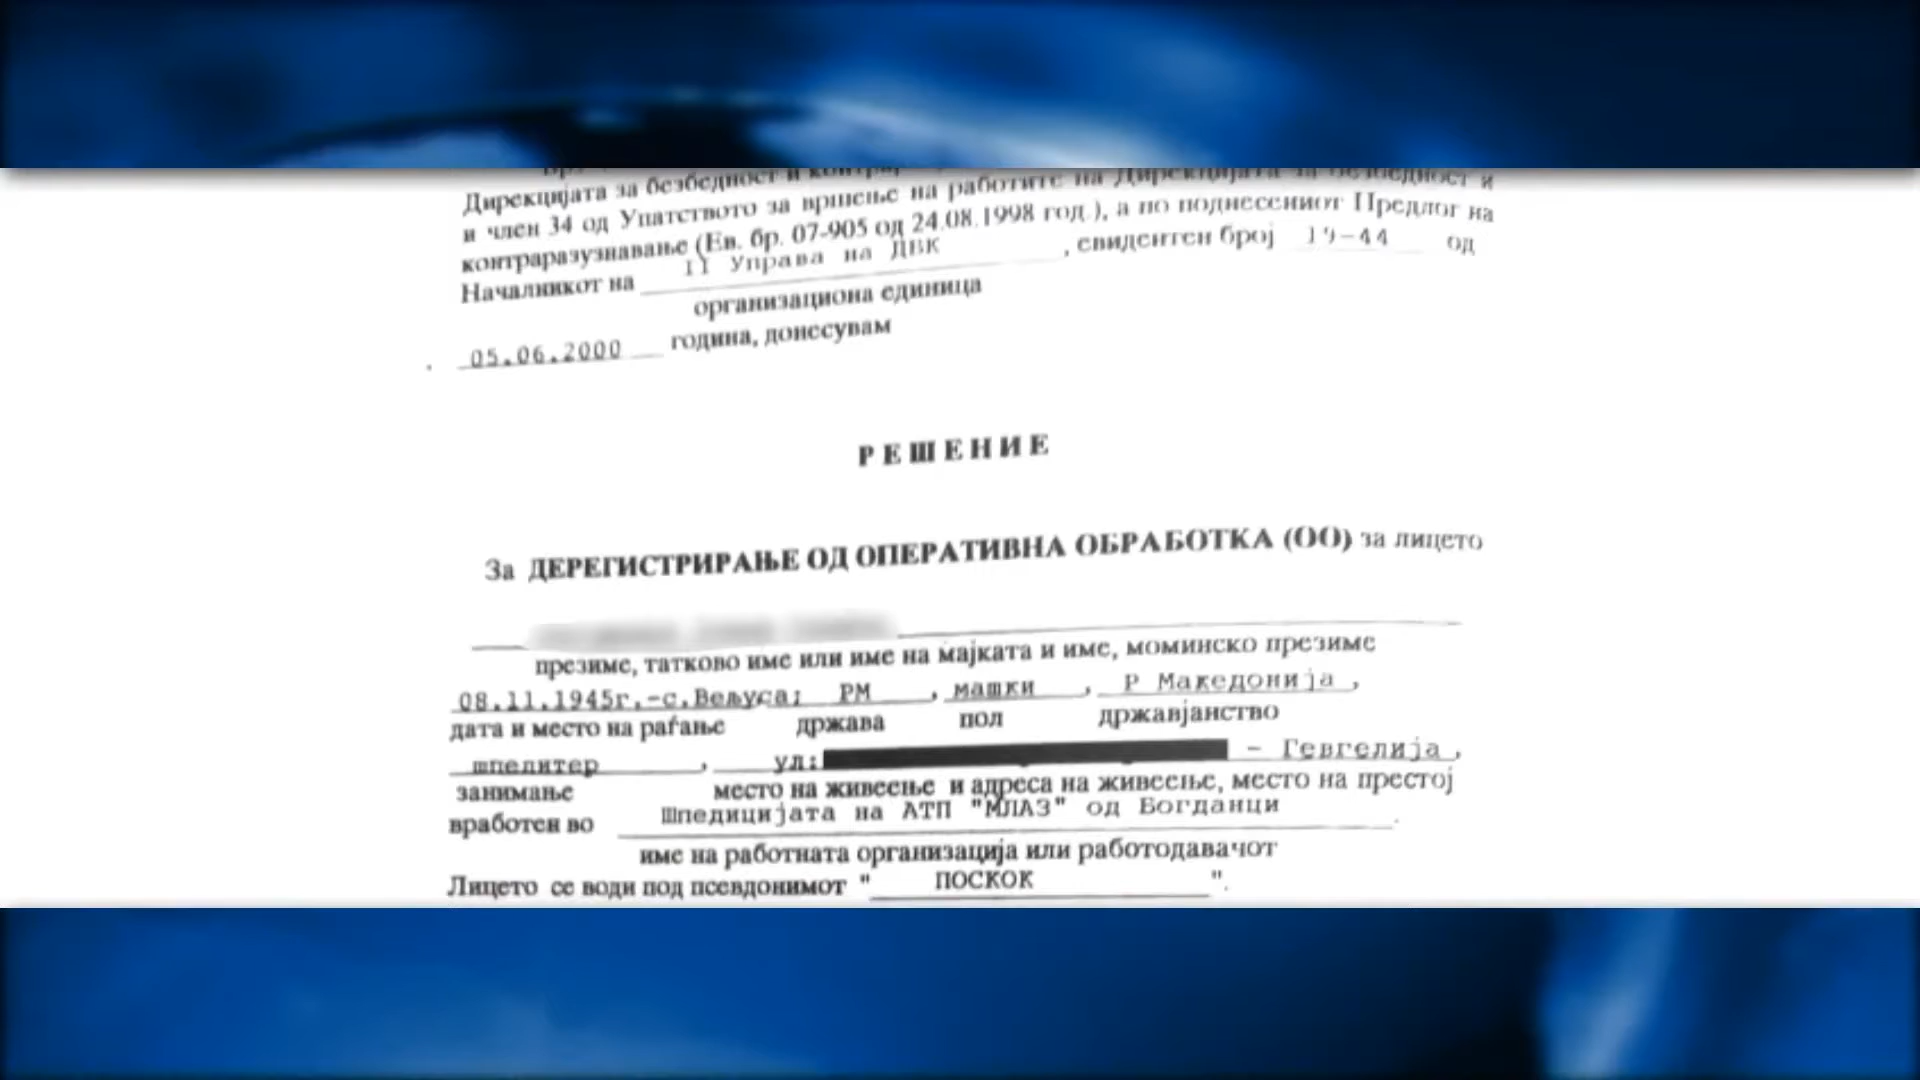 Дирекцијата за безбедност и
и член 34 од Упатството за вршење на работите на Дирекцијата за безбедност и
контраразузнавање (Ев. бр. 07-905 од 24.08.1998 год.), а по поднесениот Предлог на
Началникот на II Управа на ДБК, евидентен број 19-44 од
организациона единица
05.06.2000 година, донесувам
РЕШЕНИЕ
За ДЕРЕГИСТРИРАЊЕ ОД ОПЕРАТИВНА ОБРАБОТКА (ОО) за лицето
презиме, татково име или име на мајката и име, моминско презиме
08.11.1945г.-с.Вељуса; РМ, машки, Р Македонија,
дата и место на раѓање држава пол државјанство
шпедитер, ул: - Гевгелија,
занимање место на живеење и адреса на живеење, место на престој
вработен во Шпедицијата на АТП "МЛАЗ" од Богданци
име на работната организација или работодавачот
Лицето се води под псевдонимот " ПОСКОК ".